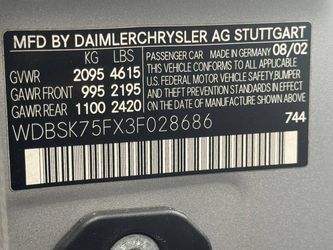 MFD BY DAIMLERCHRYSLER AG STUTTGART
KG LBS
GVWR 2095 4615
GAWR FRONT 995 2195
GAWR REAR 1100 2420
PASSENGER CAR MADE IN GERMANY 08/02
THIS VEHICLE CONFORMS TO ALL APPLICABLE
U.S. FEDERAL MOTOR VEHICLE SAFETY, BUMPER
AND THEFT PREVENTION STANDARDS IN EFFECT ON
THE DATE OF MANUFACTURE SHOWN ABOVE
WDBSK75FX3F028686
744